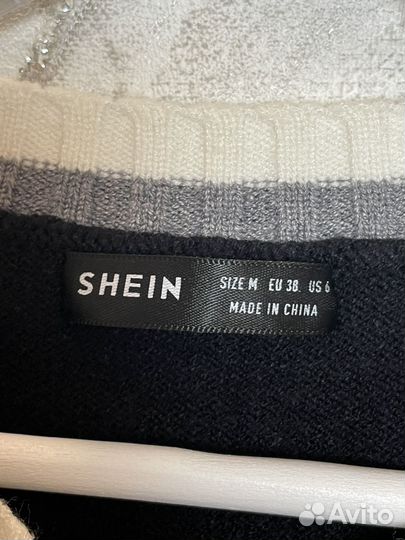 SHEIN
SIZE M EU 38 US 6
MADE IN CHINA
Avito